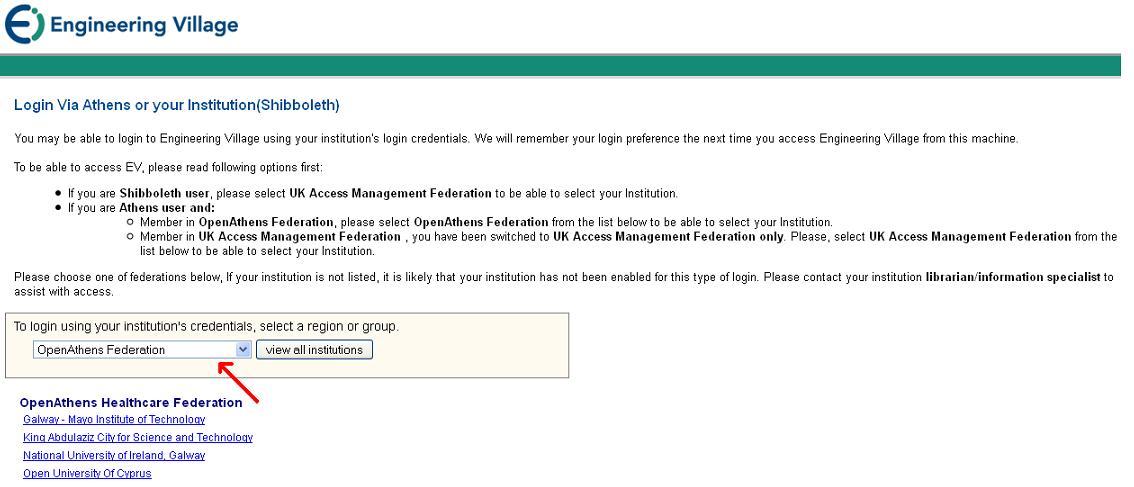 Engineering Village
Login Via Athens or your Institution(Shibboleth)
You may be able to login to Engineering Village using your institution's login credentials. We will remember your login preference the next time you access Engineering Village from this machine.
To be able to access EV, please read following options first:
• If you are Shibboleth user, please select UK Access Management Federation to be able to select your Institution.
• If you are Athens user and:
o Member in OpenAthens Federation, please select OpenAthens Federation from the list below to be able to select your Institution.
o Member in UK Access Management Federation , you have been switched to UK Access Management Federation only. Please, select UK Access Management Federation from the
list below to be able to select your Institution.
Please choose one of federations below, If your institution is not listed, it is likely that your institution has not been enabled for this type of login. Please contact your institution librarian/information specialist to
assist with access.
To login using your institution's credentials, select a region or group.
OpenAthens Federation view all institutions
OpenAthens Healthcare Federation
Galway - Mayo Institute of Technology
King Abdulaziz City for Science and Technology
National University of Ireland, Galway
Open University Of Cyprus